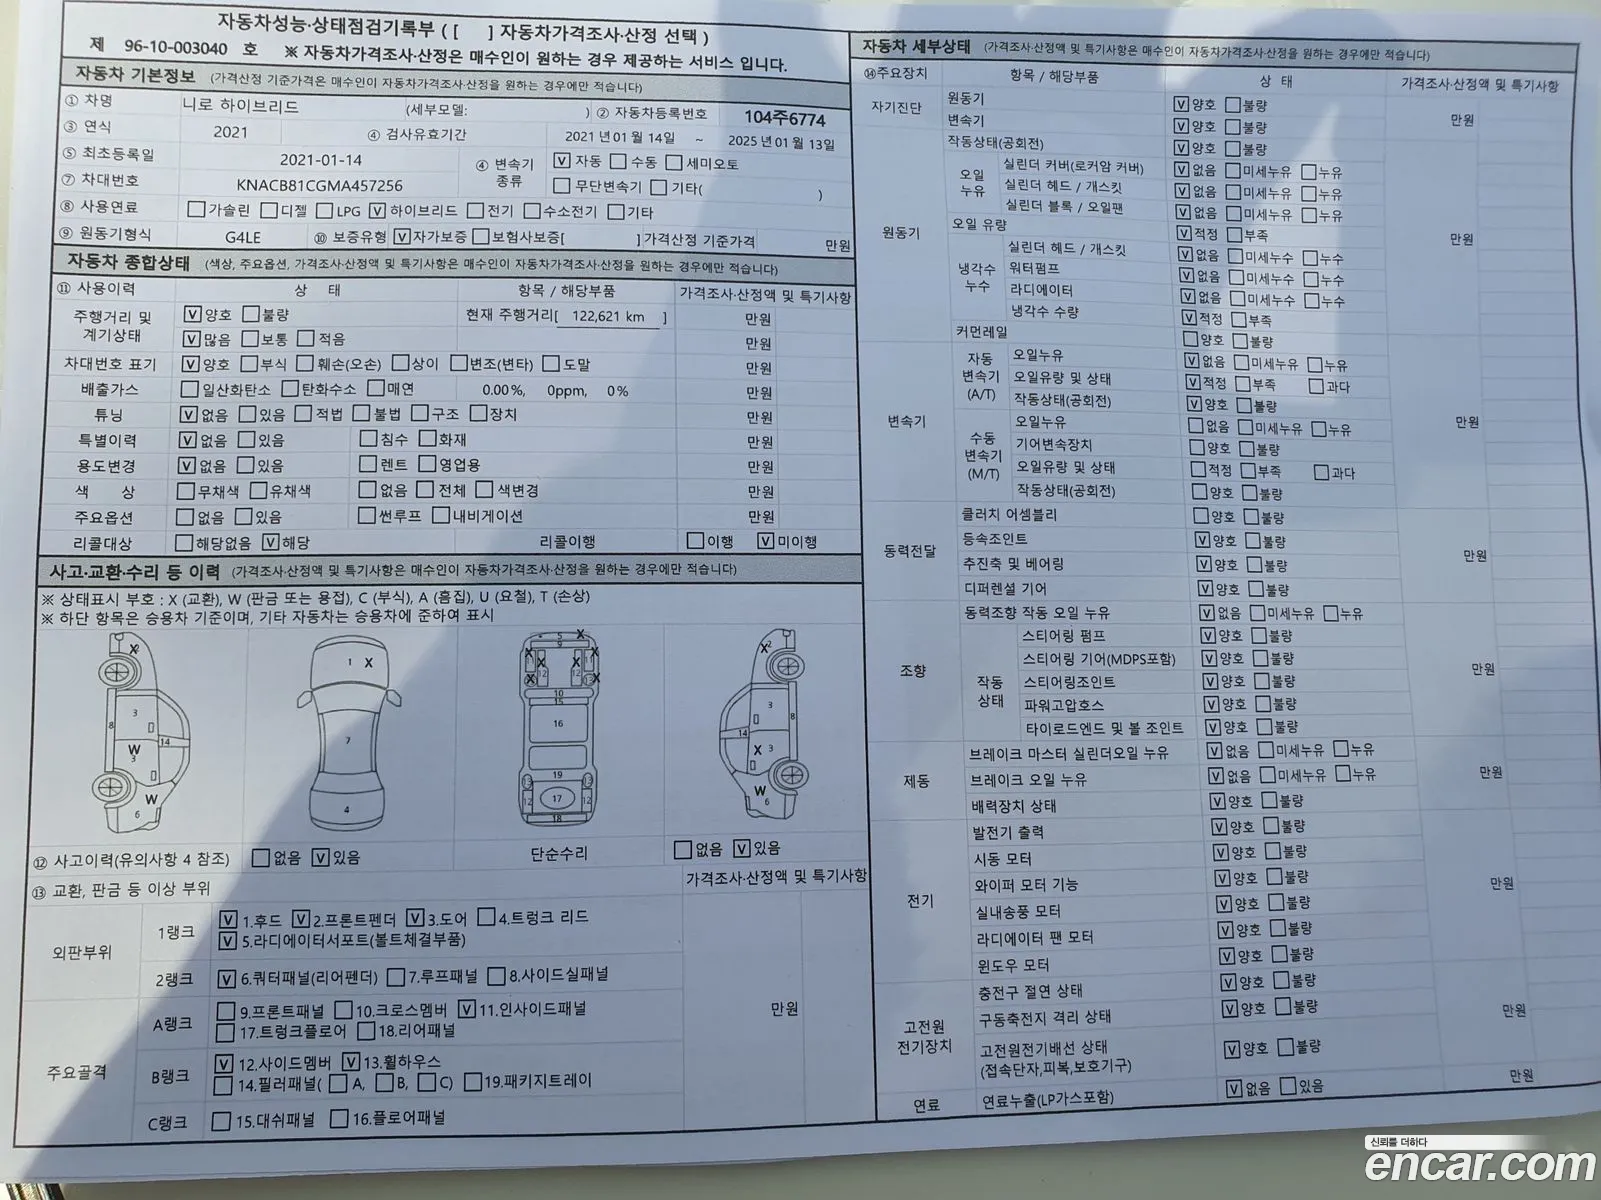 자동차성능·상태점검기록부 ( [ ] 자동차가격조사·산정 선택 )
제 96-10-003040 호 ※ 자동차가격조사·산정은 매수인이 원하는 경우 제공하는 서비스 입니다.
자동차 기본정보 (가격산정 기준가격은 매수인이 자동차가격조사·산정을 원하는 경우에만 적습니다)
① 차명 니로 하이브리드 (세부모델: ) ② 자동차등록번호 104주6774
③ 연식 2021 ④ 검사유효기간 2021 년 01 월 14일 ~ 2025 년 01 월 13일
⑤ 최초등록일 2021-01-14 ④ 변속기 종류 V 자동 수동 세미오토
⑦ 차대번호 KNACB81CGMA457256 무단변속기 기타( )
⑧ 사용연료 가솔린 디젤 LPG V 하이브리드 전기 수소전기 기타
⑨ 원동기형식 G4LE ⑩ 보증유형 V 자가보증 보험사보증[ ] 가격산정 기준가격 만원
자동차 종합상태 (색상, 주요옵션, 가격조사·산정액 및 특기사항은 매수인이 자동차가격조사·산정을 원하는 경우에만 적습니다)
⑪ 사용이력 상 태 항목 / 해당부품 가격조사·산정액 및 특기사항
주행거리 및 계기상태 V 양호 불량 현재 주행거리[ 122,621 km ] 만원
V 많음 보통 적음 만원
차대번호 표기 V 양호 부식 훼손(오손) 상이 변조(변타) 도말 만원
배출가스 일산화탄소 탄화수소 매연 0.00%, 0ppm, 0% 만원
튜닝 V 없음 있음 적법 불법 구조 장치 만원
특별이력 V 없음 있음 침수 화재 만원
용도변경 V 없음 있음 렌트 영업용 만원
색 상 무채색 유채색 없음 전체 색변경 만원
주요옵션 없음 있음 썬루프 내비게이션 만원
리콜대상 해당없음 V 해당 리콜이행 이행 V 미이행
사고·교환·수리 등 이력 (가격조사·산정액 및 특기사항은 매수인이 자동차가격조사·산정을 원하는 경우에만 적습니다)
※ 상태표시 부호 : X (교환), W (판금 또는 용접), C (부식), A (흠집), U (요철), T (손상)
※ 하단 항목은 승용차 기준이며, 기타 자동차는 승용차에 준하여 표시
X 2 3 8 14 W 3 W 6
1 X 7 4
5 X 9 X X X X 11 12 12 11 X X 10 15 16 19 13 13 12 17 12 18
X 2 3 8 14 X 3 W 6
⑫ 사고이력(유의사항 4 참조) 없음 V 있음 단순수리 없음 V 있음
⑬ 교환, 판금 등 이상 부위 가격조사·산정액 및 특기사항
외판부위 1랭크 V 1.후드 V 2.프론트펜더 V 3.도어 4.트렁크 리드
V 5.라디에이터서포트(볼트체결부품)
2랭크 V 6.쿼터패널(리어펜더) 7.루프패널 8.사이드실패널
주요골격 A랭크 9.프론트패널 10.크로스멤버 V 11.인사이드패널 만원
17.트렁크플로어 18.리어패널
B랭크 V 12.사이드멤버 V 13.휠하우스
14.필러패널( A, B, C) 19.패키지트레이
C랭크 15.대쉬패널 16.플로어패널
자동차 세부상태 (가격조사·산정액 및 특기사항은 매수인이 자동차가격조사·산정을 원하는 경우에만 적습니다)
⑭주요장치 항목 / 해당부품 상 태 가격조사·산정액 및 특기사항
자기진단 원동기 V 양호 불량 만원
변속기 V 양호 불량
원동기 작동상태(공회전) V 양호 불량 만원
오일 누유 실린더 커버(로커암 커버) V 없음 미세누유 누유
실린더 헤드 / 개스킷 V 없음 미세누유 누유
실린더 블록 / 오일팬 V 없음 미세누유 누유
오일 유량 V 적정 부족
냉각수 누수 실린더 헤드 / 개스킷 V 없음 미세누수 누수
워터펌프 V 없음 미세누수 누수
라디에이터 V 없음 미세누수 누수
냉각수 수량 V 적정 부족
커먼레일 양호 불량
변속기 자동 변속기 (A/T) 오일누유 V 없음 미세누유 누유 만원
오일유량 및 상태 V 적정 부족 과다
작동상태(공회전) V 양호 불량
수동 변속기 (M/T) 오일누유 없음 미세누유 누유
기어변속장치 양호 불량
오일유량 및 상태 적정 부족 과다
작동상태(공회전) 양호 불량
동력전달 클러치 어셈블리 양호 불량 만원
등속조인트 V 양호 불량
추진축 및 베어링 V 양호 불량
디퍼렌셜 기어 V 양호 불량
조향 동력조향 작동 오일 누유 V 없음 미세누유 누유 만원
작동 상태 스티어링 펌프 V 양호 불량
스티어링 기어(MDPS포함) V 양호 불량
스티어링조인트 V 양호 불량
파워고압호스 V 양호 불량
타이로드엔드 및 볼 조인트 V 양호 불량
제동 브레이크 마스터 실린더오일 누유 V 없음 미세누유 누유 만원
브레이크 오일 누유 V 없음 미세누유 누유
배력장치 상태 V 양호 불량
전기 발전기 출력 V 양호 불량 만원
시동 모터 V 양호 불량
와이퍼 모터 기능 V 양호 불량
실내송풍 모터 V 양호 불량
라디에이터 팬 모터 V 양호 불량
윈도우 모터 V 양호 불량
고전원 전기장치 충전구 절연 상태 V 양호 불량 만원
구동축전지 격리 상태 V 양호 불량
고전원전기배선 상태 (접속단자,피복,보호기구) V 양호 불량
연료 연료누출(LP가스포함) V 없음 있음 만원
신뢰를 더하다
encar.com